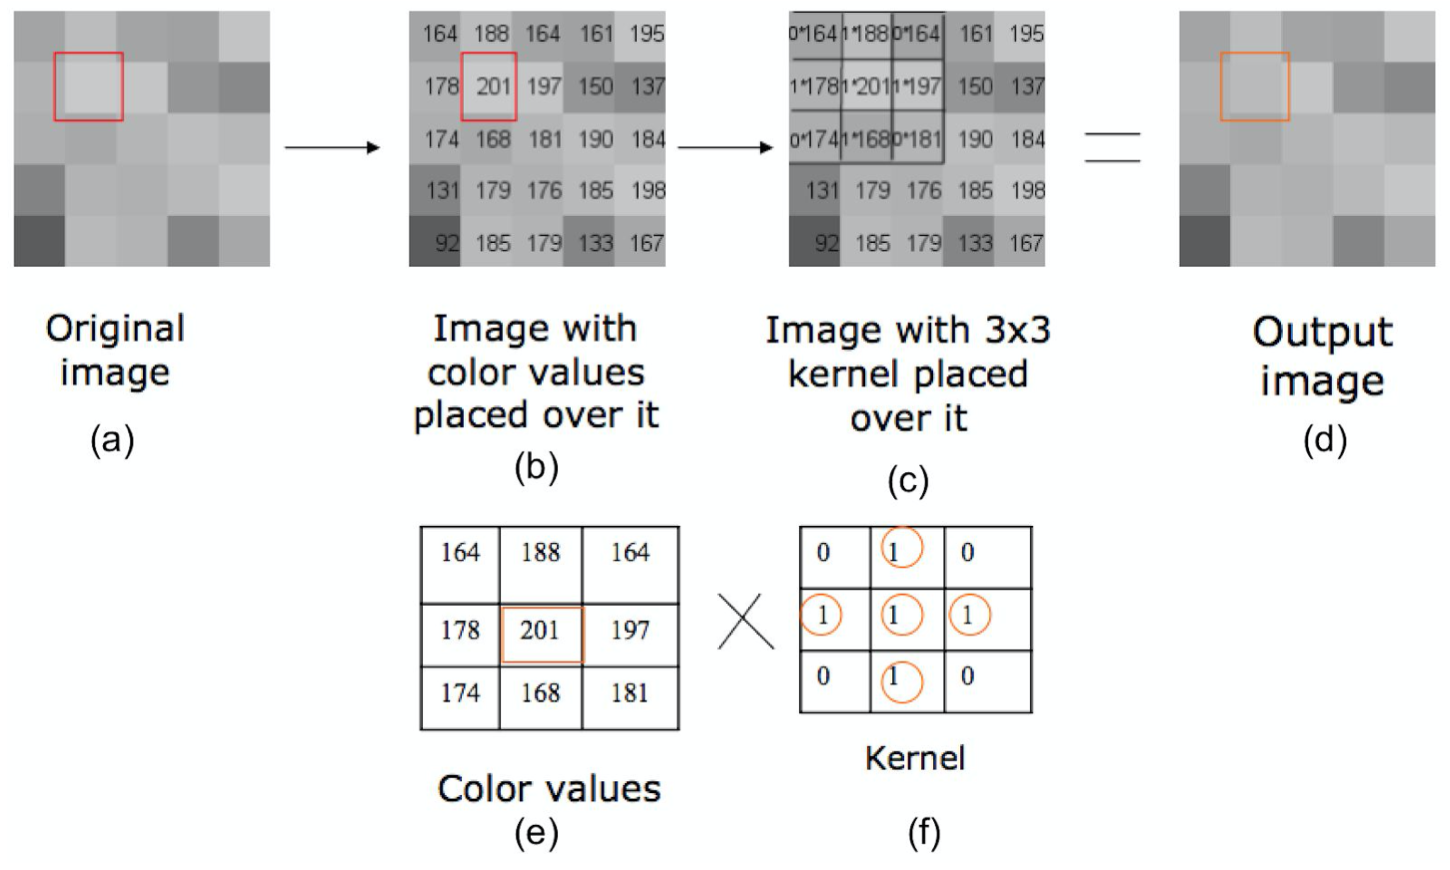 164 188 164 161 195
178 201 197 150 137
174 168 181 190 184
131 179 176 185 198
92 185 179 133 167
0*164 1*188 0*164 161 195
1*178 1*201 1*197 150 137
0*174 1*168 0*181 190 184
131 179 176 185 198
92 185 179 133 167
Original
image
(a)
Image with
color values
placed over it
(b)
Image with 3x3
kernel placed
over it
(c)
Output
image
(d)
164 188 164
178 201 197
174 168 181
Color values
(e)
0 1 0
1 1 1
0 1 0
Kernel
(f)